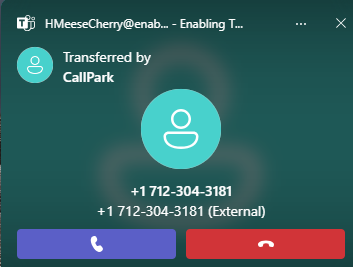 HMeeseCherry@enab... - Enabling T...
Transferred by
CallPark
+1 712-304-3181
+1 712-304-3181 (External)